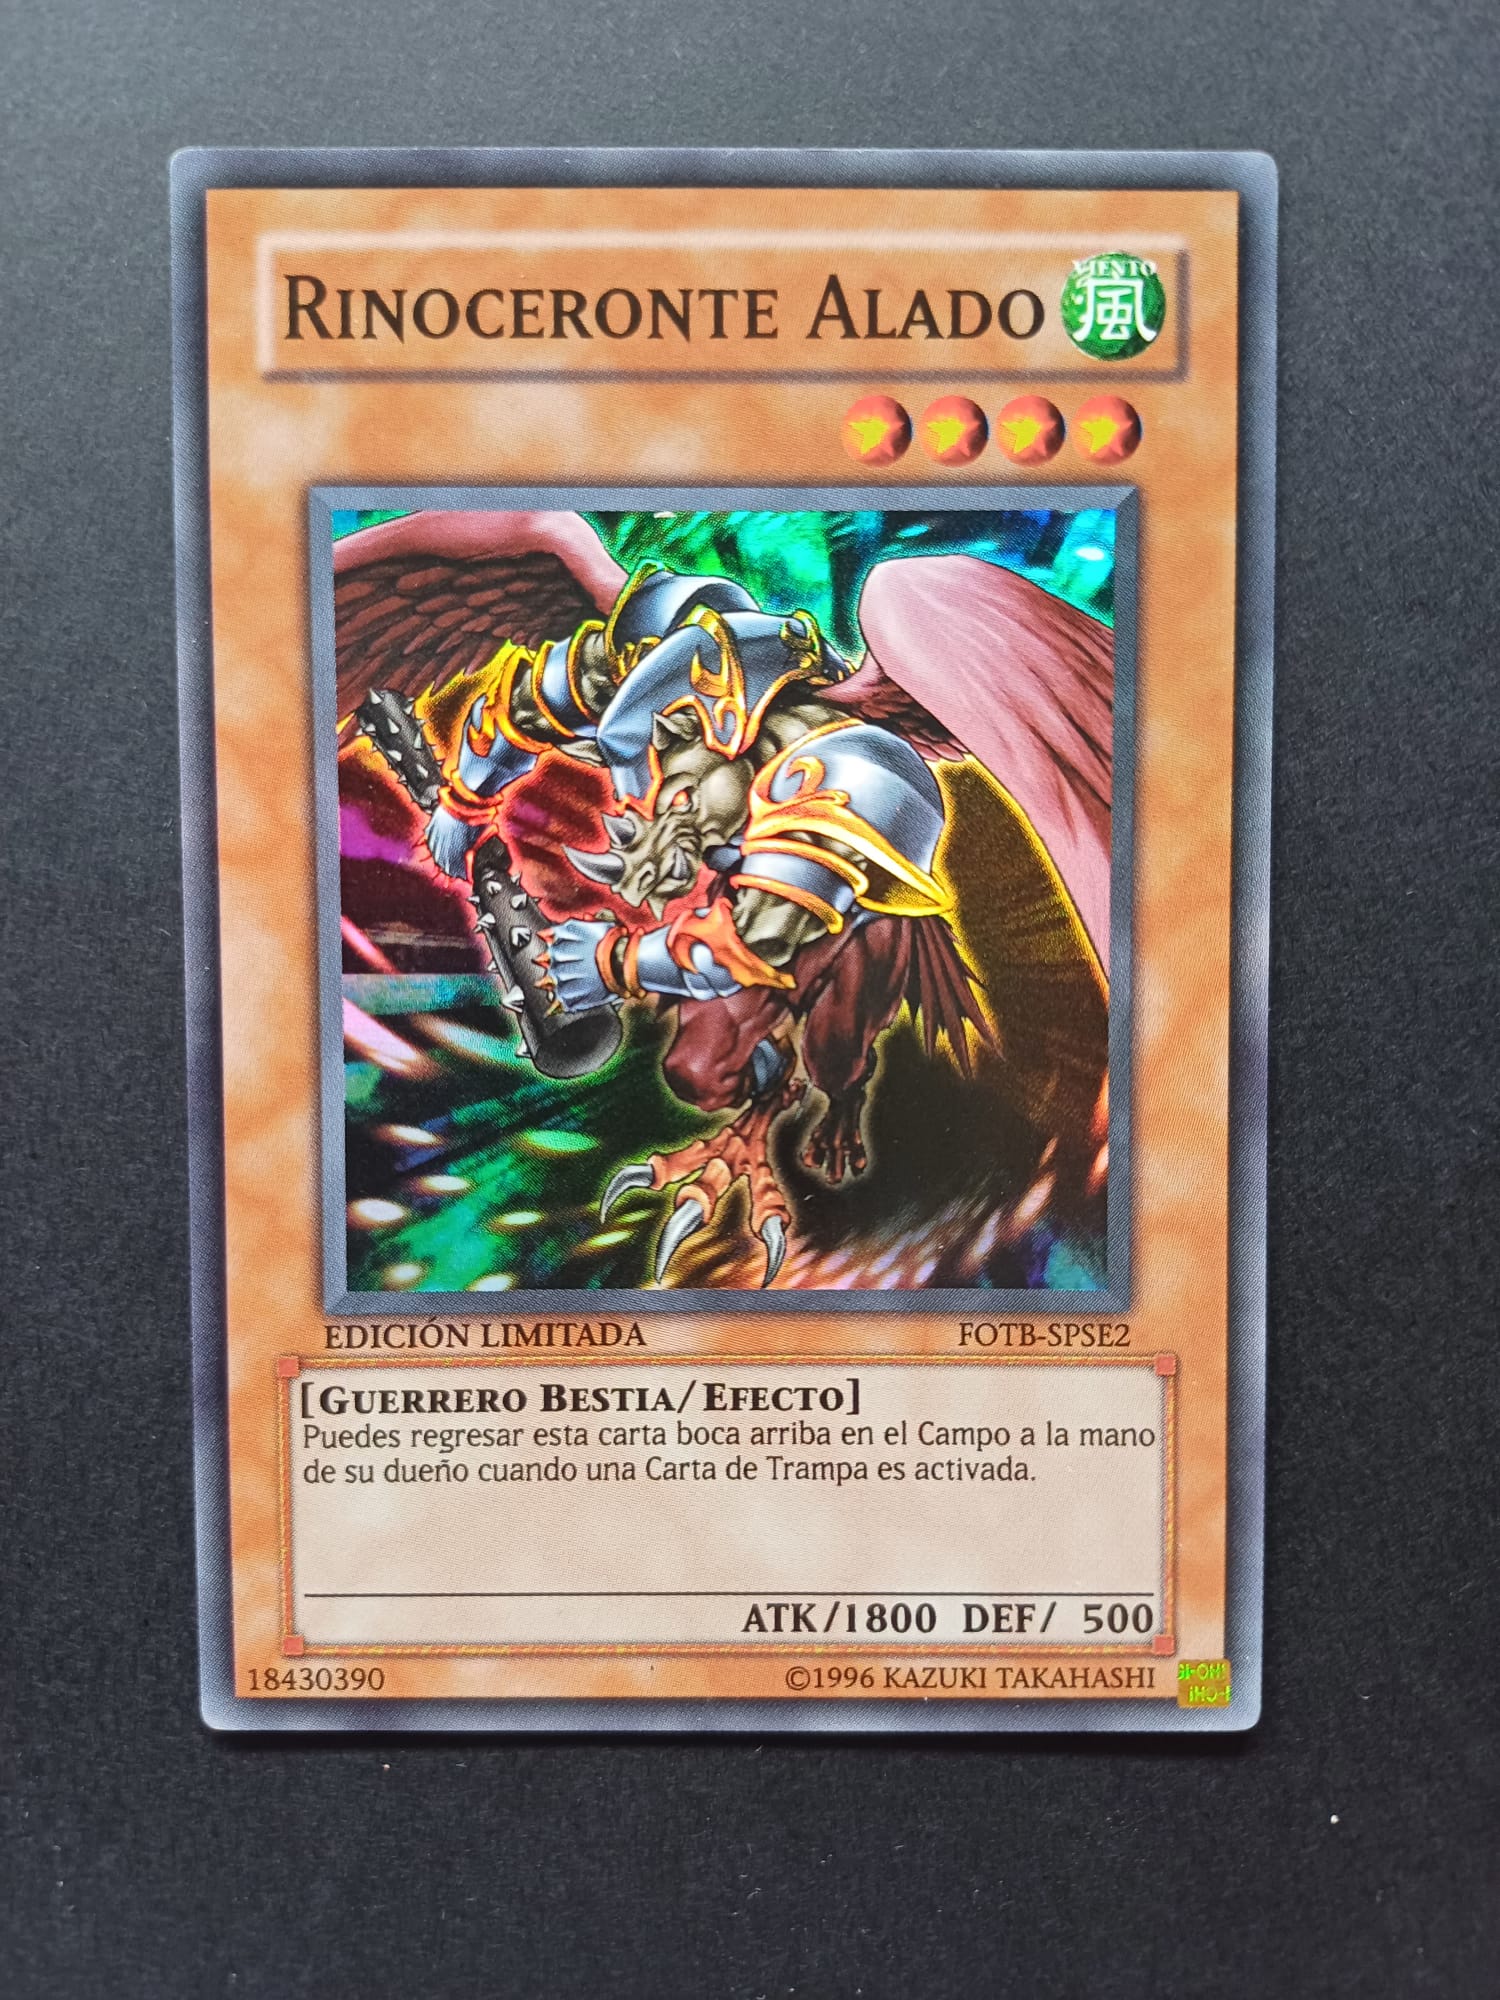 RINOCERONTE ALADO
VIENTO
風
EDICIÓN LIMITADA FOTB-SPSE2
[GUERRERO BESTIA/EFECTO]
Puedes regresar esta carta boca arriba en el Campo a la mano
de su dueño cuando una Carta de Trampa es activada.
ATK/1800 DEF/ 500
18430390 ©1996 KAZUKI TAKAHASHI